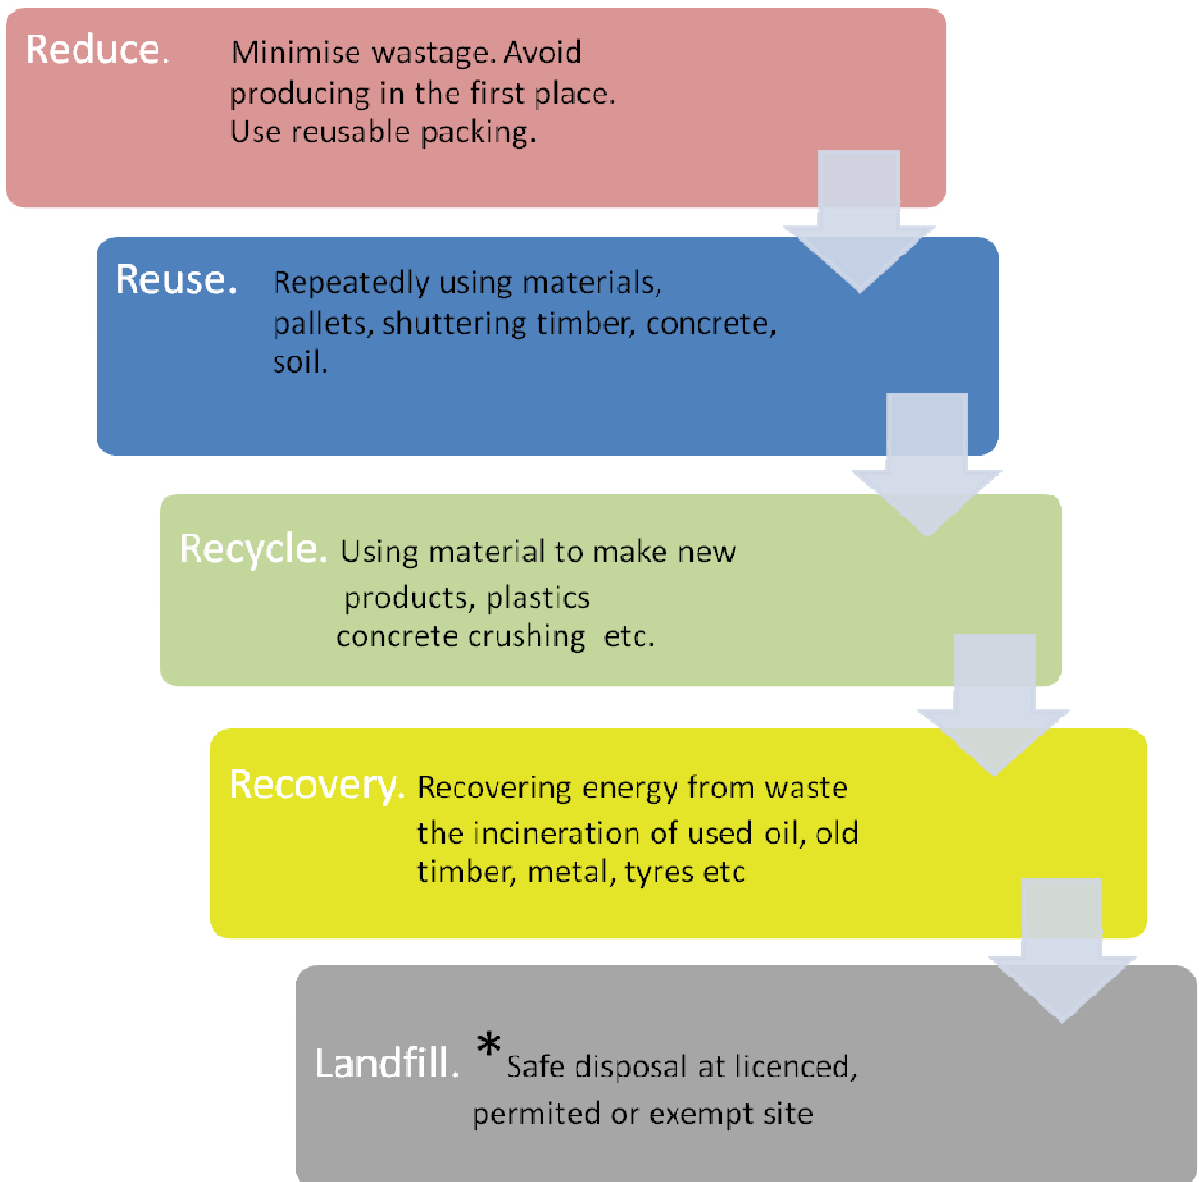 Reduce. Minimise wastage. Avoid
producing in the first place.
Use reusable packing.
Reuse. Repeatedly using materials,
pallets, shuttering timber, concrete,
soil.
Recycle. Using material to make new
products, plastics
concrete crushing etc.
Recovery. Recovering energy from waste
the incineration of used oil, old
timber, metal, tyres etc
Landfill. * Safe disposal at licenced,
permited or exempt site